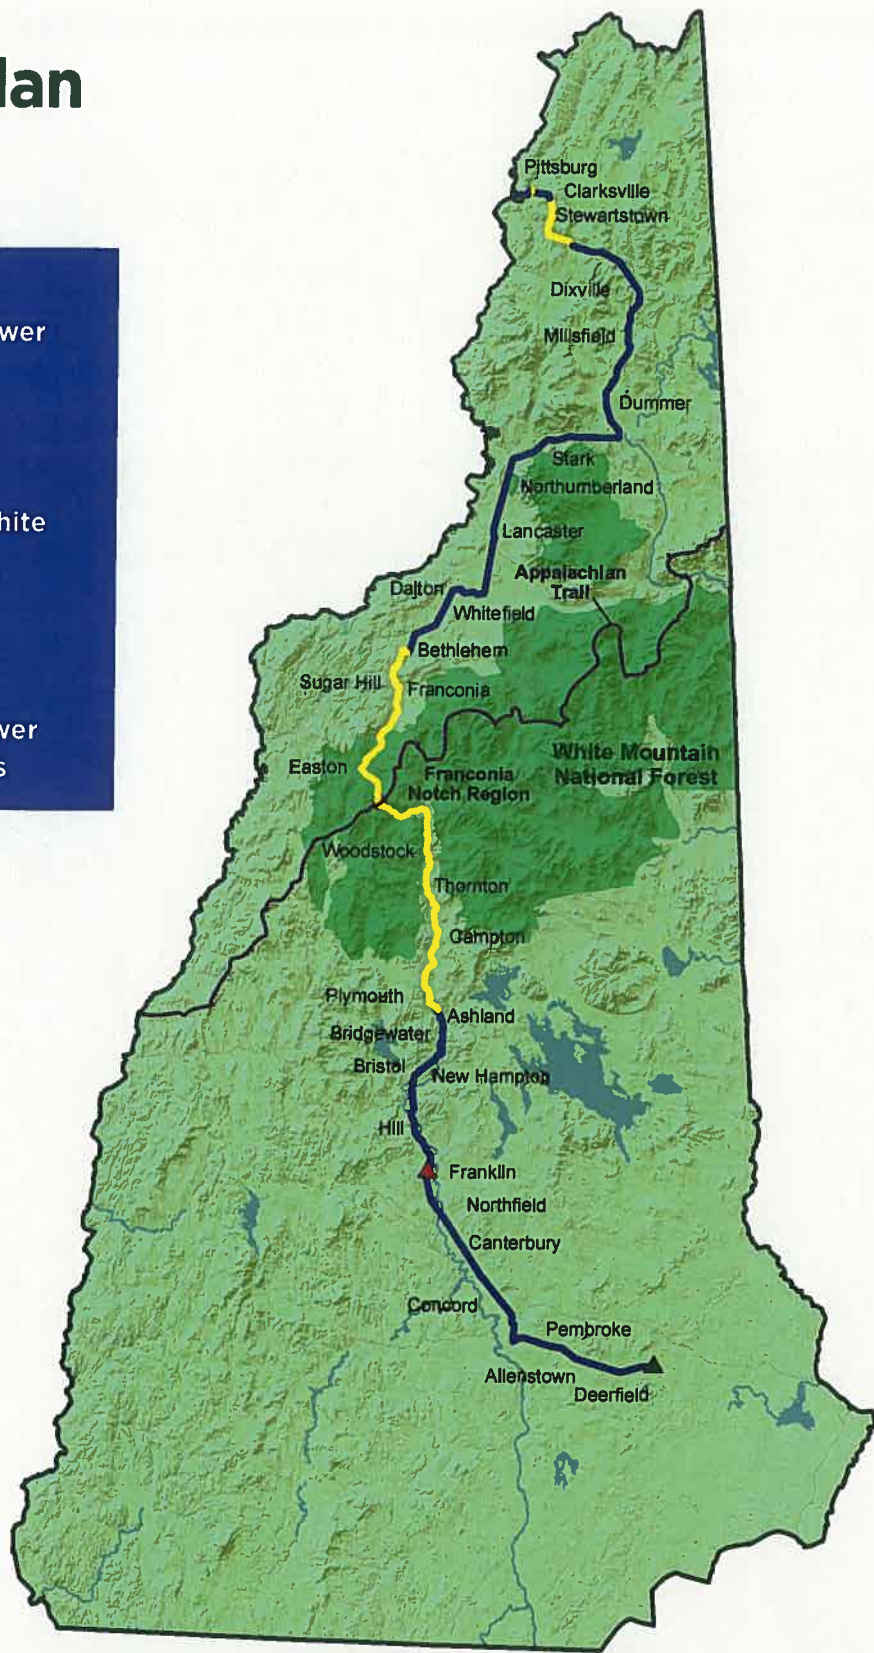 lan
wer
hite
wer
s
Pittsburg
Clarksville
Stewartstown
Dixville
Millsfield
Dummer
Stark
Northumberland
Lancaster
Appalachian
Trail
Dalton
Whitefield
Bethlehem
Sugar Hill
Franconia
Easton
Franconia
Notch Region
White Mountain
National Forest
Woodstock
Thornton
Campton
Plymouth
Ashland
Bridgewater
Bristol
New Hampton
Hill
Franklin
Northfield
Canterbury
Concord
Pembroke
Allenstown
Deerfield